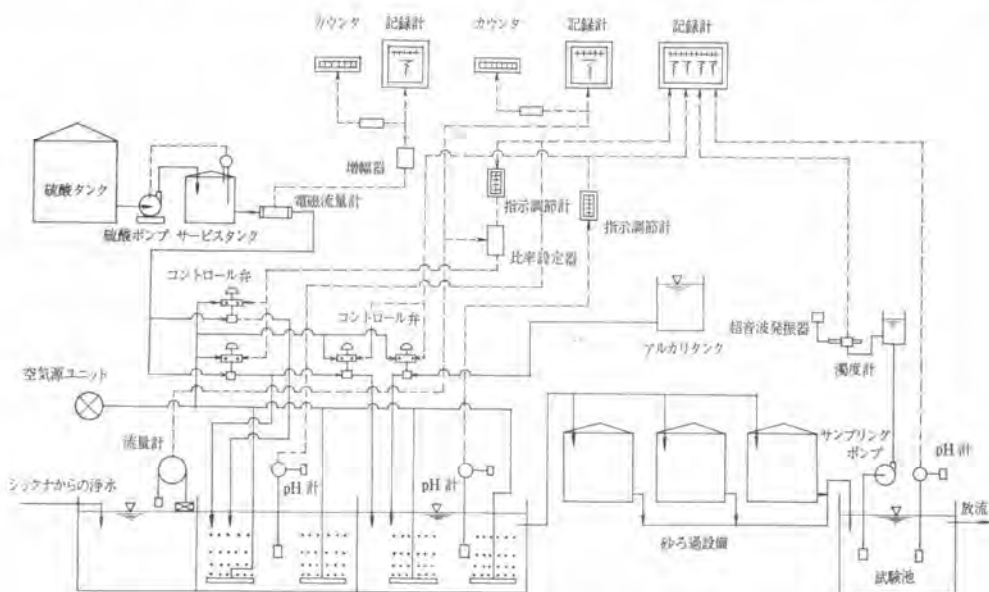 カウンタ
記録計
カウンタ
記録計
記録計
増幅器
硫酸タンク
電磁流量計
指示調節計
指示調節計
硫酸ポンプ
サービスタンク
比率設定器
コントロール弁
コントロール弁
超音波発振器
アルカリタンク
濁度計
空気源ユニット
流量計
サンプリング
ポンプ
pH計
pH計
pH計
シックナからの浄水
放流
砂ろ過設備
試験池